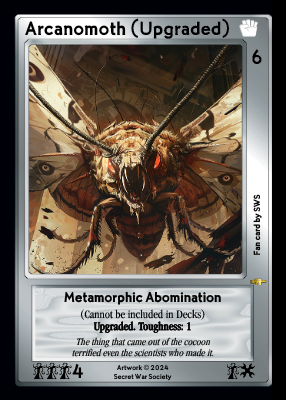 Arcanomoth (Upgraded)
6
Fan card by SWS
Metamorphic Abomination
(Cannot be included in Decks)
Upgraded. Toughness: 1
The thing that came out of the cocoon
terrified even the scientists who made it.
4
Artwork © 2024
Secret War Society